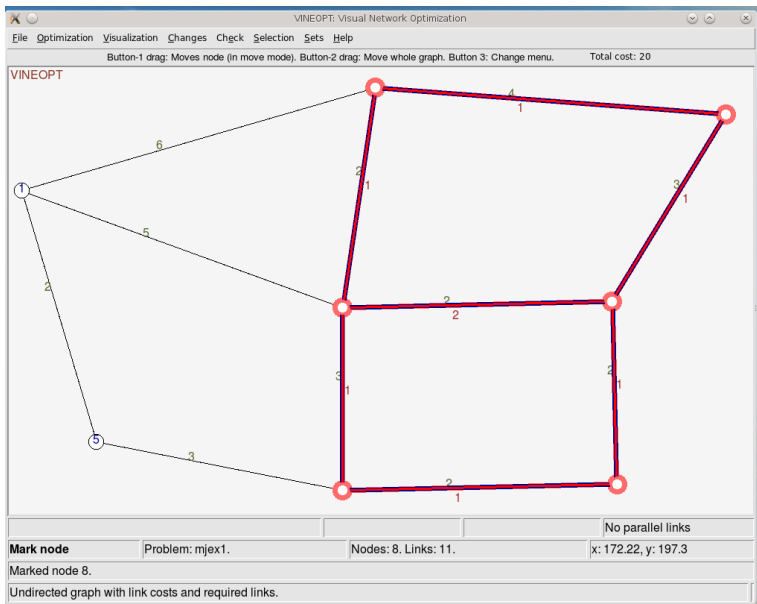 VINEOPT: Visual Network Optimization
File Optimization Visualization Changes Check Selection Sets Help
Button-1 drag: Moves node (in move mode). Button-2 drag: Move whole graph. Button 3: Change menu. Total cost: 20
VINEOPT
4
1
6
2
1
3
1
1
5
2
2
2
3
1
2
1
5
3
2
1
No parallel links
Mark node Problem: mjex1. Nodes: 8. Links: 11. x: 172.22, y: 197.3
Marked node 8.
Undirected graph with link costs and required links.